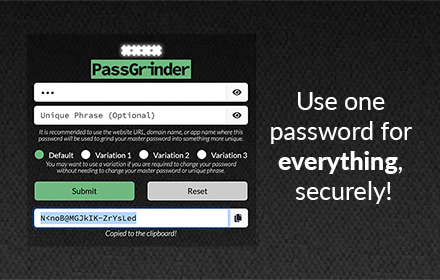 ****
PassGrinder
•••
Unique Phrase (Optional)
It is recommended to use the website URL, domain name, or app name where this
password will be used to grind your master password into something more unique.
Default Variation 1 Variation 2 Variation 3
You may want to use a variation if you are required to change your password
without needing to change your master password or unique phrase.
Submit Reset
N<noB@MGJkIK-ZrYsLed
Copied to the clipboard!
Use one
password for
everything,
securely!